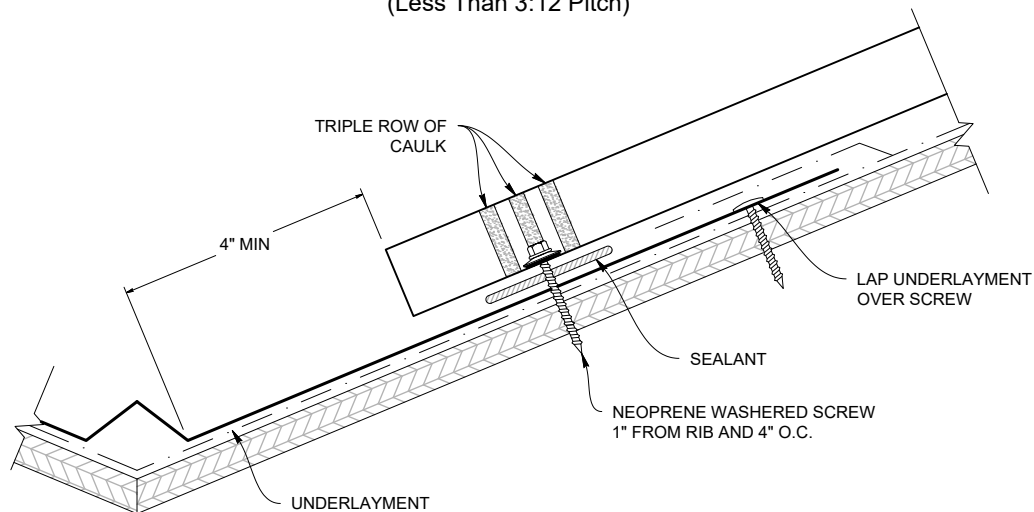 (Less Than 3:12 Pitch)
TRIPLE ROW OF
CAULK
4" MIN
LAP UNDERLAYMENT
OVER SCREW
SEALANT
NEOPRENE WASHERED SCREW
1" FROM RIB AND 4" O.C.
UNDERLAYMENT